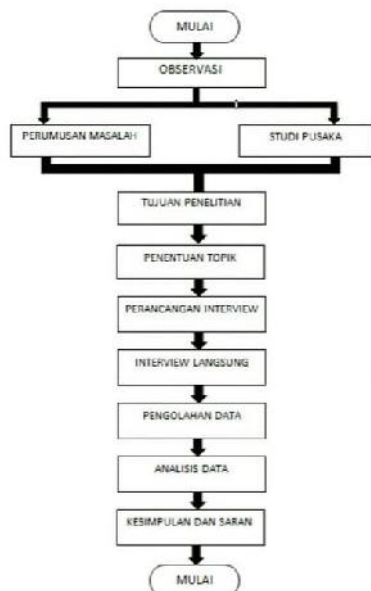 MULAI
OBSERVASI
PERUMUSAN MASALAH
STUDI PUSAKA
TUJUAN PENELITIAN
PENENTUAN TOPIK
PERANCANGAN INTERVIEW
INTERVIEW LANGSUNG
PENGOLAHAN DATA
ANALISIS DATA
KESIMPULAN DAN SARAN
MULAI